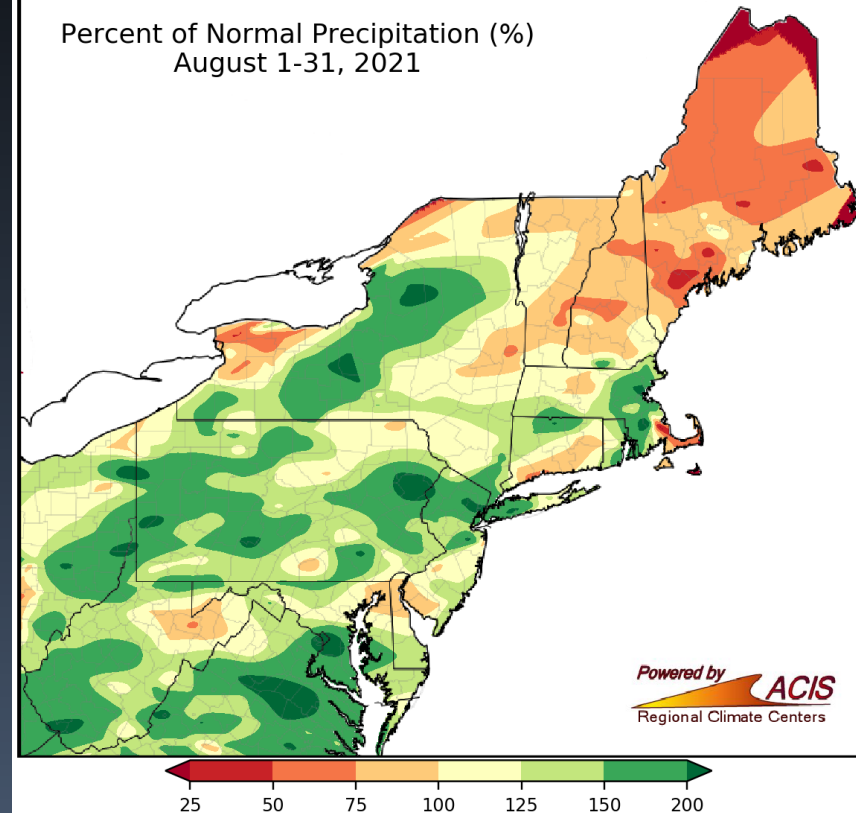 Percent of Normal Precipitation (%)
August 1-31, 2021
Powered by
ACIS
Regional Climate Centers
25 50 75 100 125 150 200